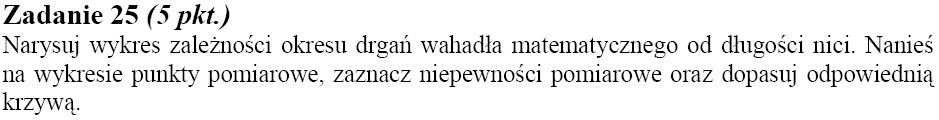 Zadanie 25 (5 pkt.)
Narysuj wykres zależności okresu drgań wahadła matematycznego od długości nici. Nanieś
na wykresie punkty pomiarowe, zaznacz niepewności pomiarowe oraz dopasuj odpowiednią
krzywą.